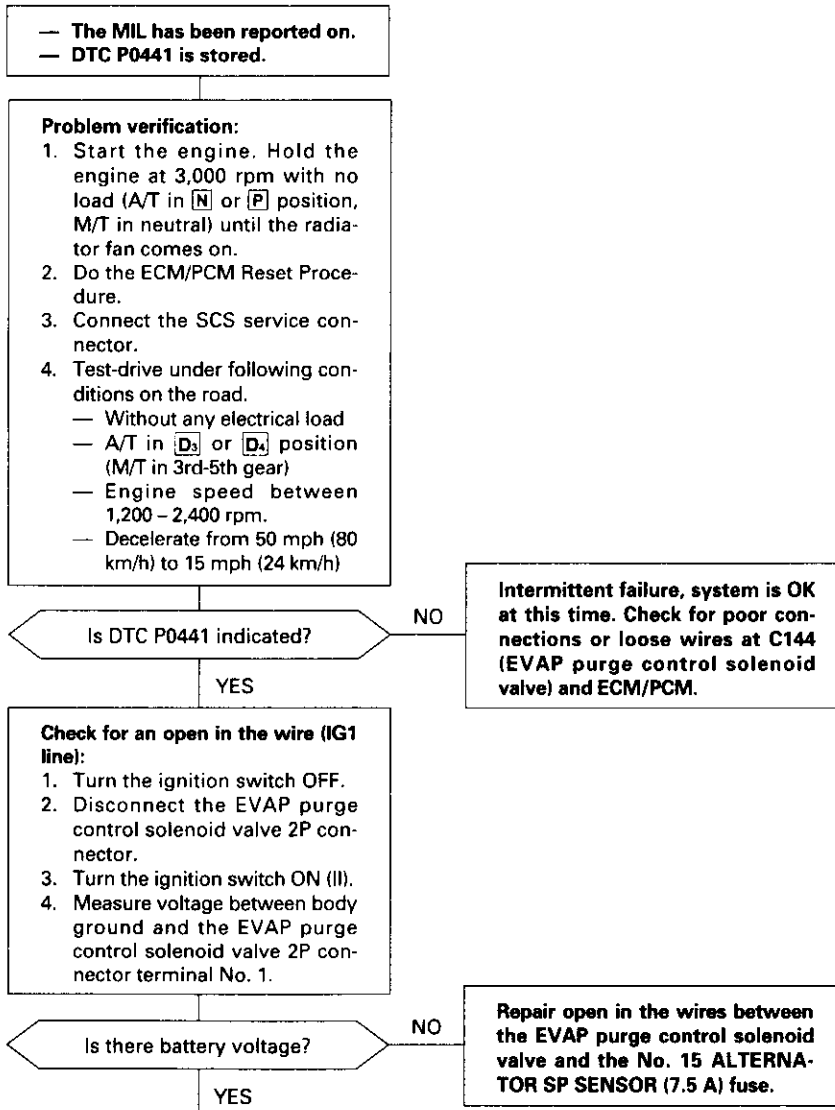 — The MIL has been reported on.
— DTC P0441 is stored.
Problem verification:
1. Start the engine. Hold the
engine at 3,000 rpm with no
load (A/T in N or P position,
M/T in neutral) until the radia-
tor fan comes on.
2. Do the ECM/PCM Reset Proce-
dure.
3. Connect the SCS service con-
nector.
4. Test-drive under following con-
ditions on the road.
— Without any electrical load
— A/T in D3 or D4 position
(M/T in 3rd-5th gear)
— Engine speed between
1,200 – 2,400 rpm.
— Decelerate from 50 mph (80
km/h) to 15 mph (24 km/h)
Is DTC P0441 indicated?
NO
Intermittent failure, system is OK
at this time. Check for poor con-
nections or loose wires at C144
(EVAP purge control solenoid
valve) and ECM/PCM.
YES
Check for an open in the wire (IG1
line):
1. Turn the ignition switch OFF.
2. Disconnect the EVAP purge
control solenoid valve 2P con-
nector.
3. Turn the ignition switch ON (II).
4. Measure voltage between body
ground and the EVAP purge
control solenoid valve 2P con-
nector terminal No. 1.
Is there battery voltage?
NO
Repair open in the wires between
the EVAP purge control solenoid
valve and the No. 15 ALTERNA-
TOR SP SENSOR (7.5 A) fuse.
YES